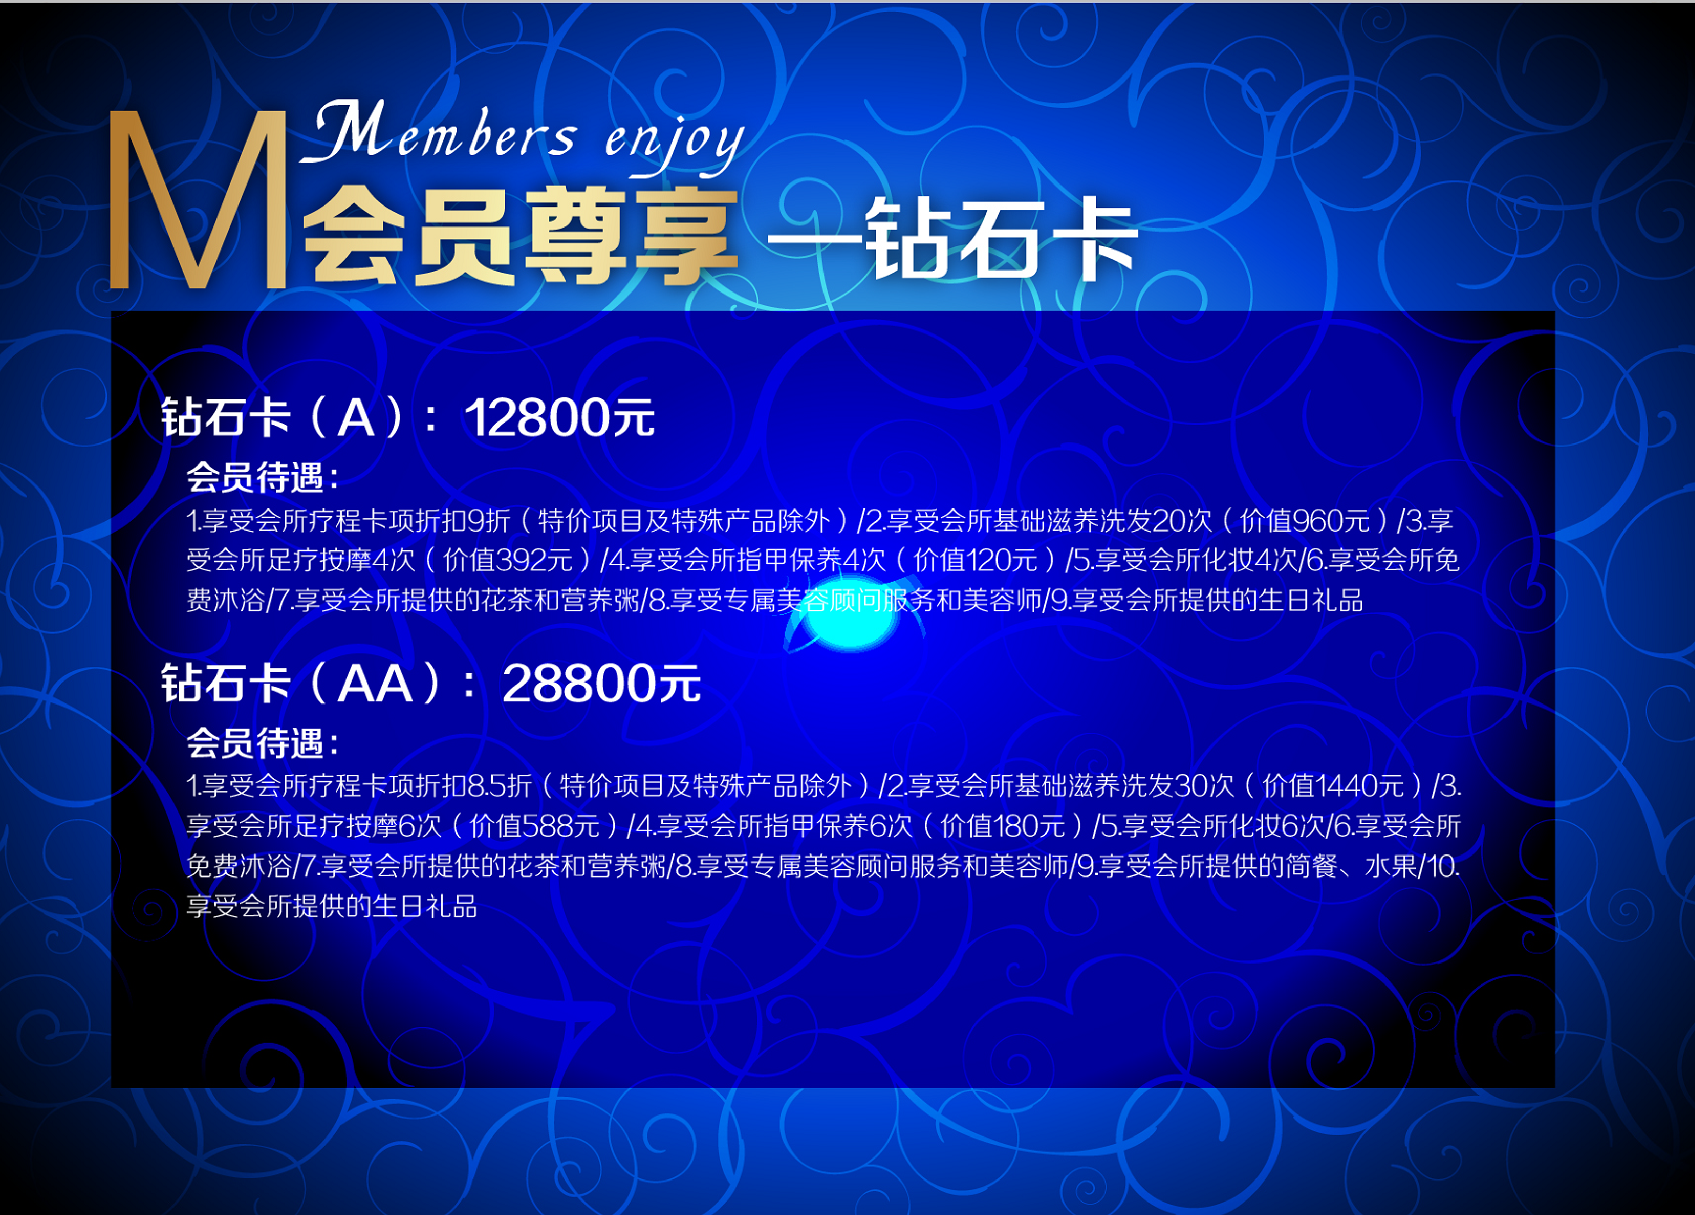 M
Members enjoy
会员尊享 —钻石卡
钻石卡（A）：12800元
会员待遇：
1.享受会所疗程卡项折扣9折（特价项目及特殊产品除外）/2.享受会所基础滋养洗发20次（价值960元）/3.享
受会所足疗按摩4次（价值392元）/4.享受会所指甲保养4次（价值120元）/5.享受会所化妆4次/6.享受会所免
费沐浴/7.享受会所提供的花茶和营养粥/8.享受专属美容顾问服务和美容师/9.享受会所提供的生日礼品
钻石卡（AA）：28800元
会员待遇：
1.享受会所疗程卡项折扣8.5折（特价项目及特殊产品除外）/2.享受会所基础滋养洗发30次（价值1440元）/3.
享受会所足疗按摩6次（价值588元）/4.享受会所指甲保养6次（价值180元）/5.享受会所化妆6次/6.享受会所
免费沐浴/7.享受会所提供的花茶和营养粥/8.享受专属美容顾问服务和美容师/9.享受会所提供的简餐、水果/10.
享受会所提供的生日礼品